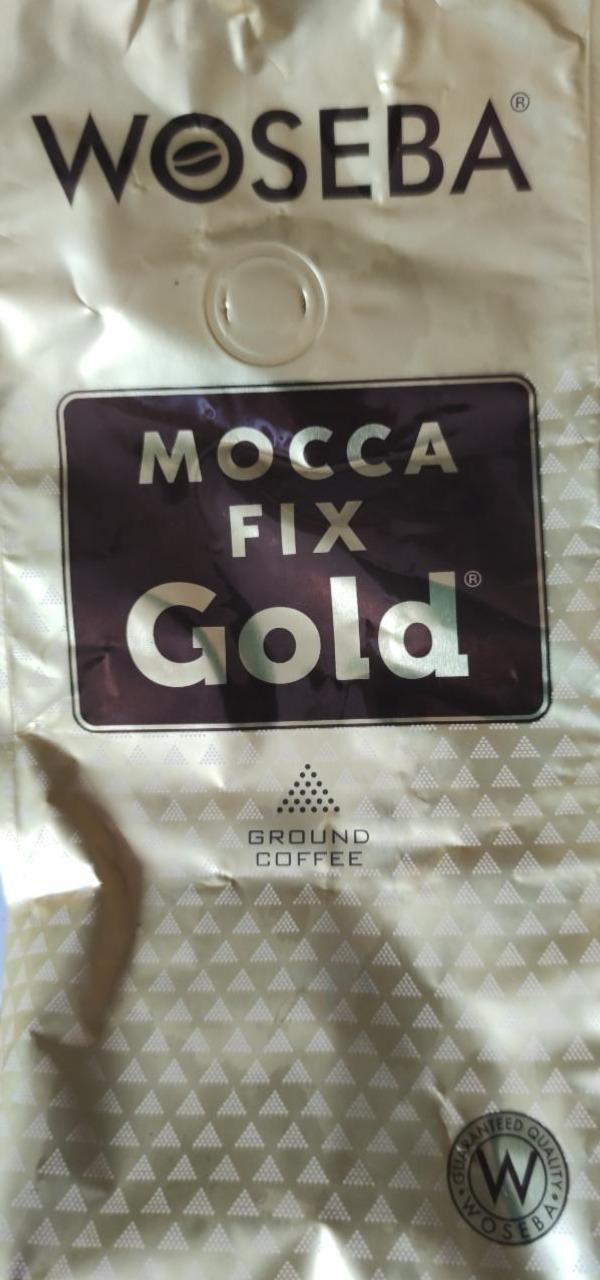 WOSEBA®
MOCCA
FIX
Gold®
GROUND
COFFEE
GUARANTEED QUALITY
W
• WOSEBA •